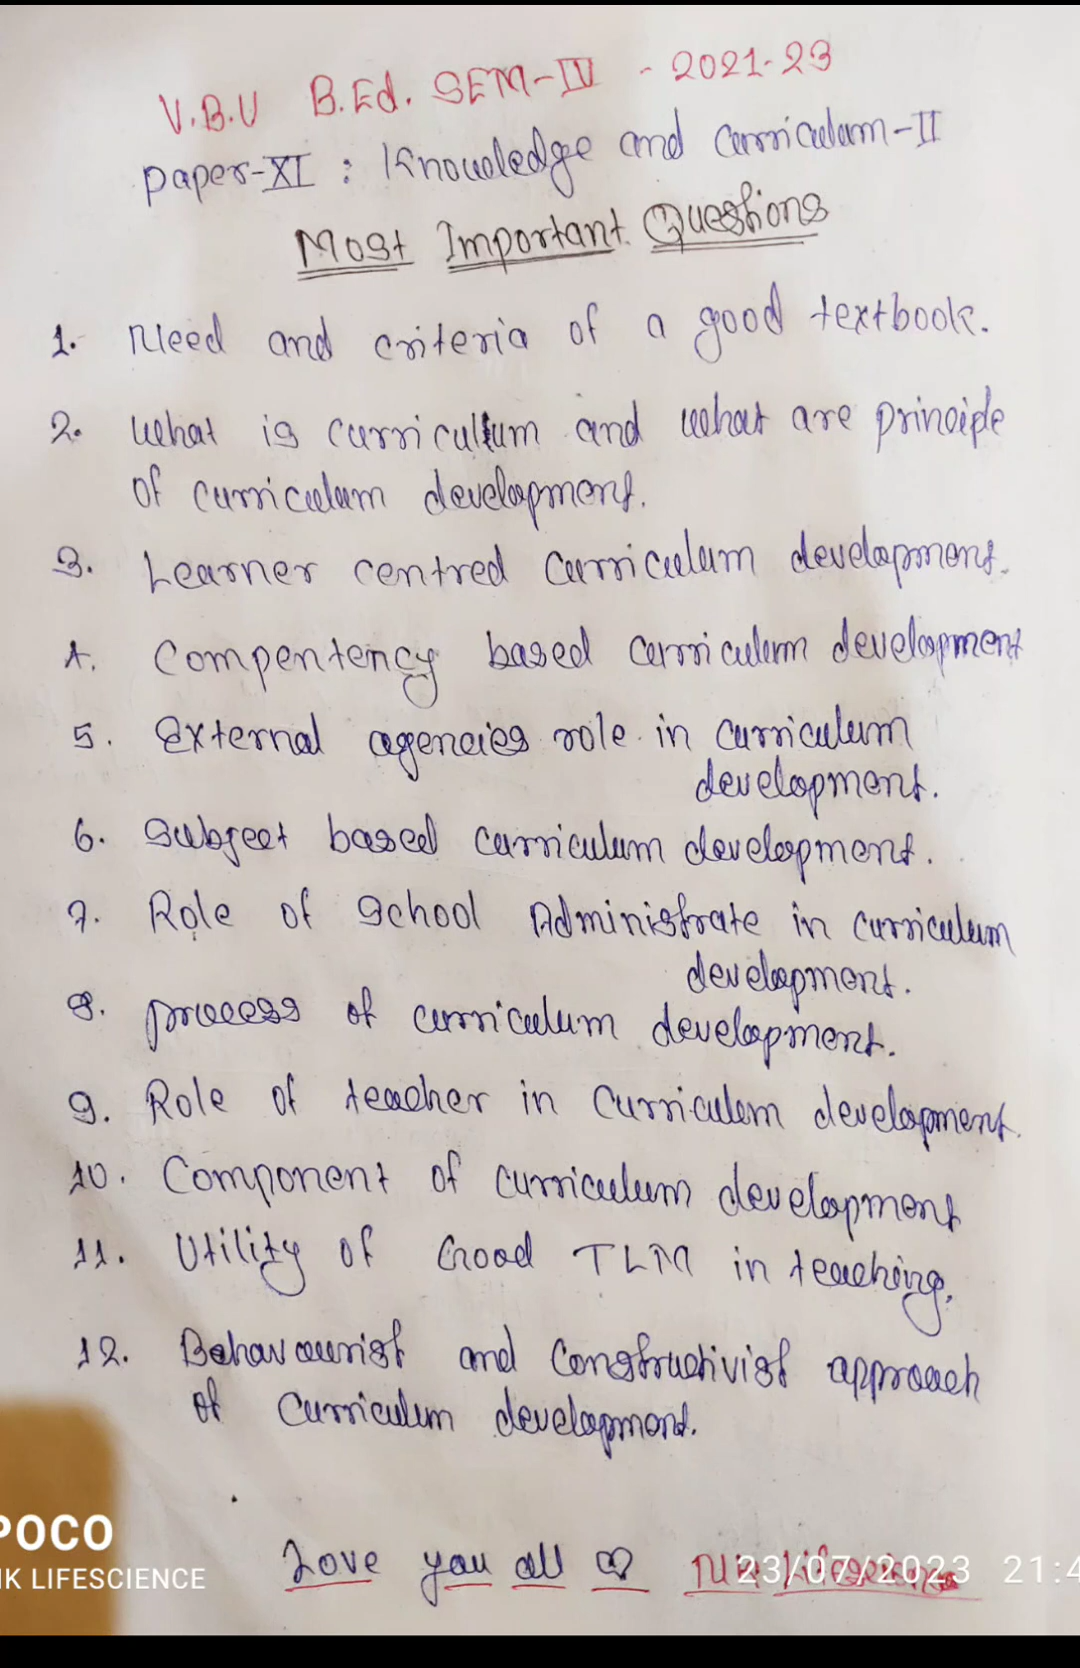 V.B.U B.Ed. SEM-IV - 2021-23
Paper-XI : Knowledge and Curriculum-II
Most Important Questions
1. Need and criteria of a good textbook.
2. What is curriculum and what are principle
of curriculum development.
3. Learner centred curriculum development.
4. Compentency based curriculum development
5. External agencies role in curriculum
development.
6. Subject based curriculum development.
7. Role of School Administrate in curriculum
development.
8. process of curriculum development.
9. Role of teacher in Curriculum development.
10. Component of curriculum development
11. Utility of Good TLM in teaching.
12. Behavaurist and Constructivist approach
of Curriculum development.
Love you all
POCO
23/07/2023 21:4
K LIFESCIENCE